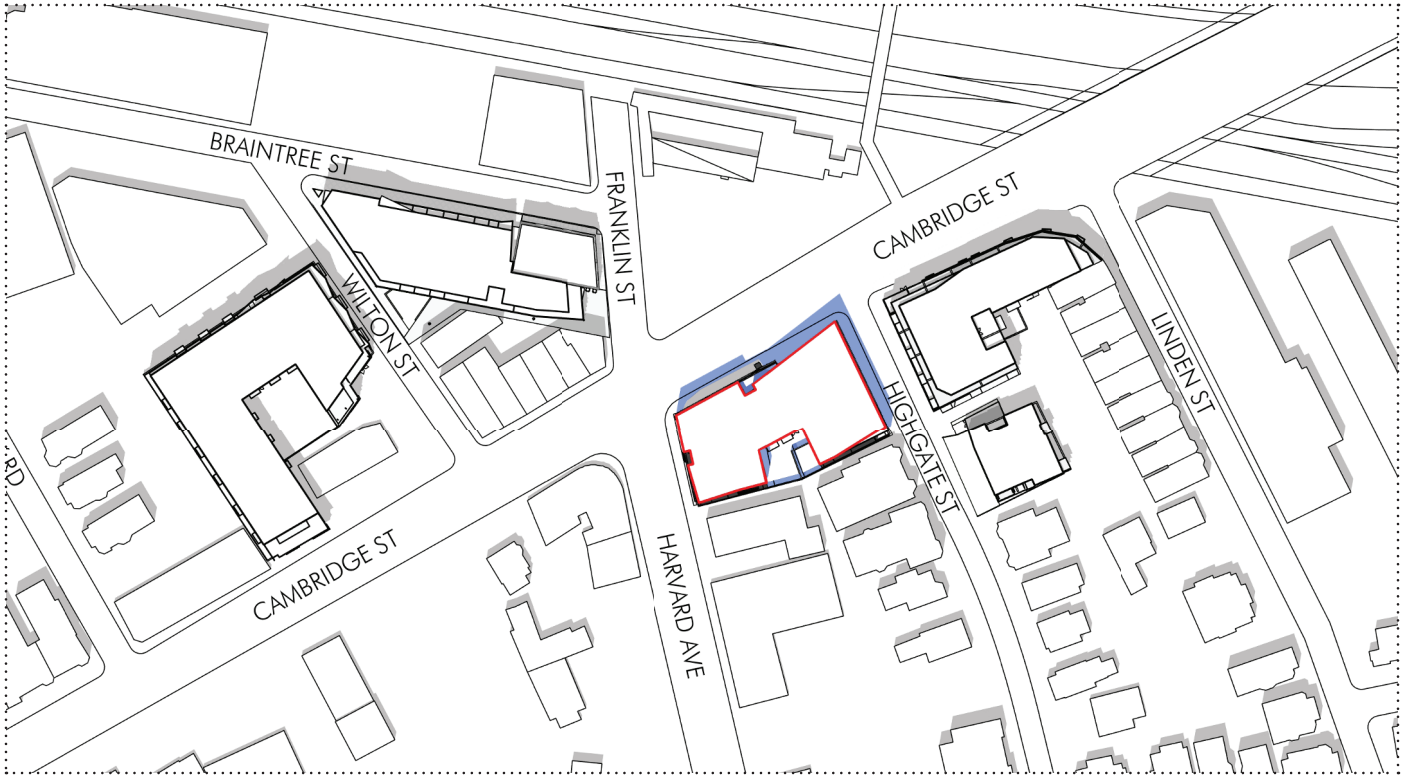 BRAINTREE ST
FRANKLIN ST
CAMBRIDGE ST
WILTON ST
LINDEN ST
HIGHGATE ST
RD
CAMBRIDGE ST
HARVARD AVE